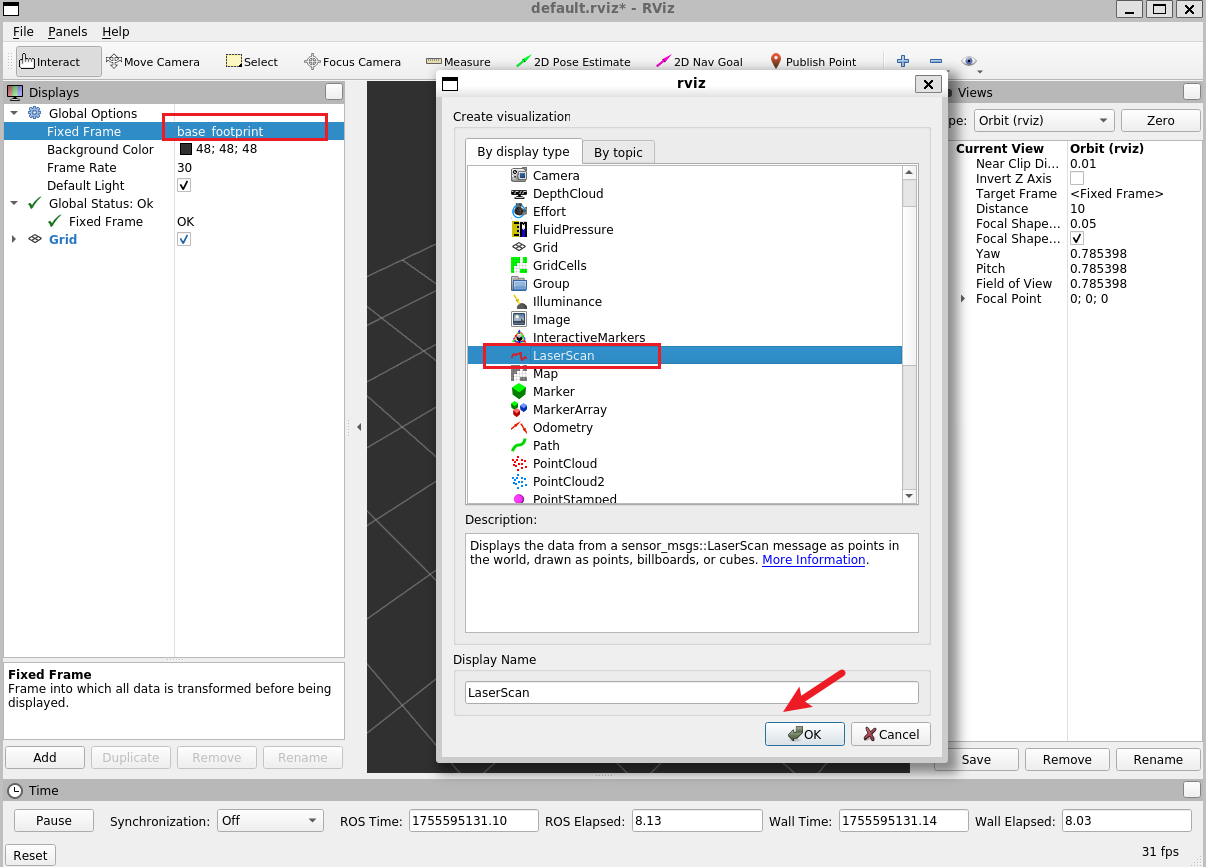 default.rviz* - RViz
File Panels Help
Interact Move Camera Select Focus Camera Measure 2D Pose Estimate 2D Nav Goal Publish Point
Displays
Global Options
Fixed Frame base_footprint
Background Color 48; 48; 48
Frame Rate 30
Default Light
Global Status: Ok
Fixed Frame OK
Grid
Fixed Frame
Frame into which all data is transformed before being
displayed.
Add Duplicate Remove Rename
rviz
Create visualization
By display type By topic
Camera
DepthCloud
Effort
FluidPressure
Grid
GridCells
Group
Illuminance
Image
InteractiveMarkers
LaserScan
Map
Marker
MarkerArray
Odometry
Path
PointCloud
PointCloud2
PointStamped
Description:
Displays the data from a sensor_msgs::LaserScan message as points in
the world, drawn as points, billboards, or cubes. More Information.
Display Name
LaserScan
OK Cancel
Views
pe: Orbit (rviz) Zero
Current View Orbit (rviz)
Near Clip Di... 0.01
Invert Z Axis
Target Frame <Fixed Frame>
Distance 10
Focal Shape... 0.05
Focal Shape...
Yaw 0.785398
Pitch 0.785398
Field of View 0.785398
Focal Point 0; 0; 0
Save Remove Rename
Time
Pause Synchronization: Off ROS Time: 1755595131.10 ROS Elapsed: 8.13 Wall Time: 1755595131.14 Wall Elapsed: 8.03
Reset 31 fps